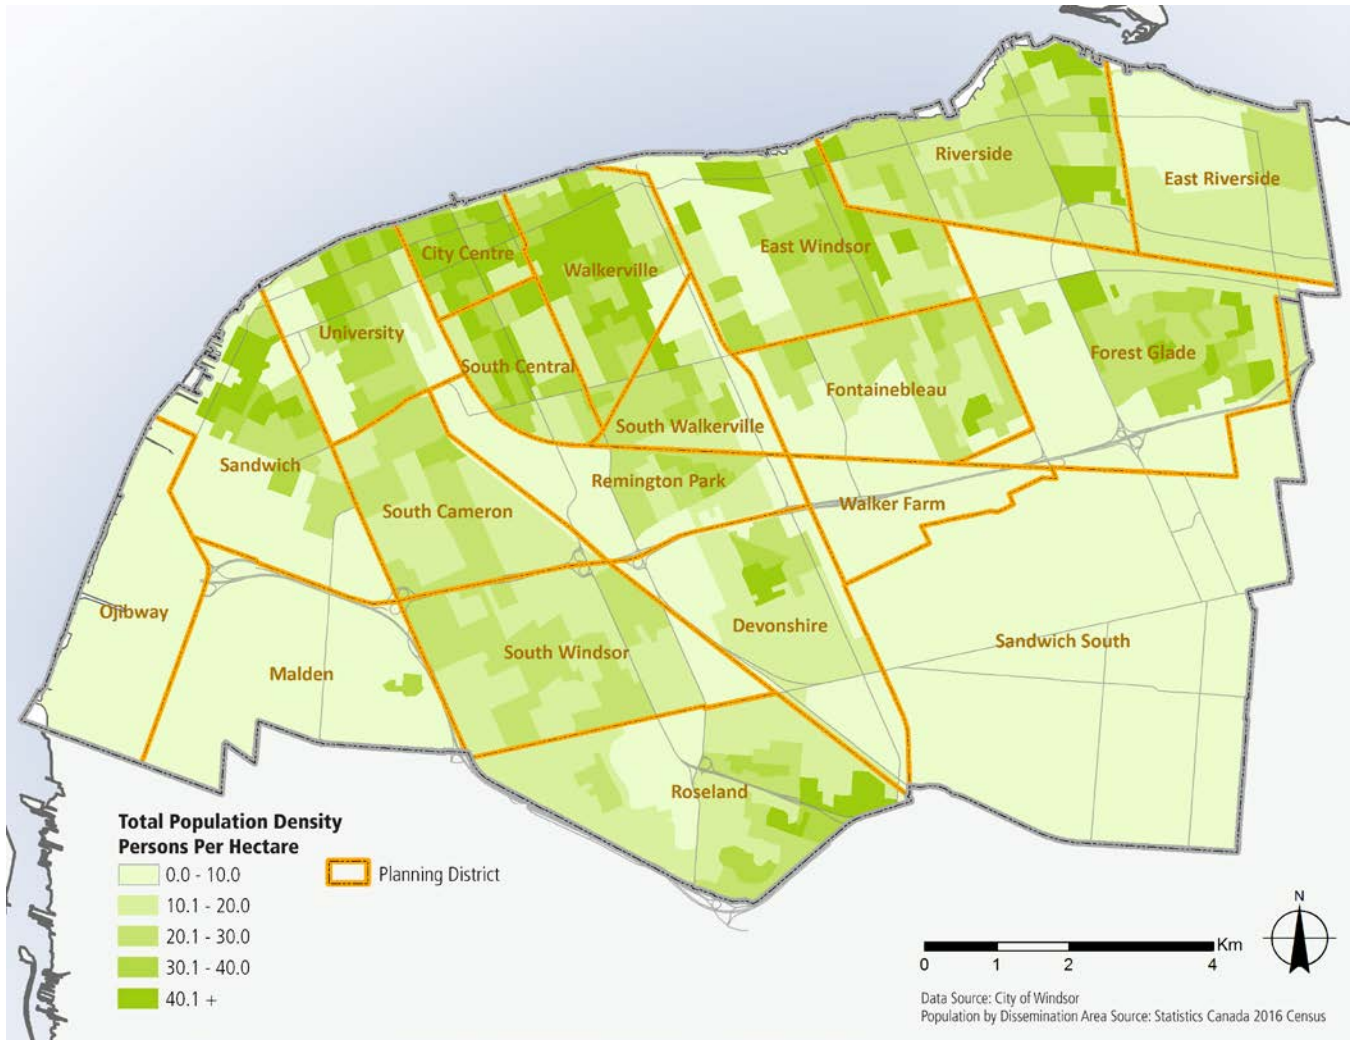 Riverside
East Riverside
City Centre
East Windsor
Walkerville
University
Forest Glade
South Central
Fontainebleau
South Walkerville
Sandwich
Remington Park
Walker Farm
South Cameron
Ojibway
Devonshire
Sandwich South
South Windsor
Malden
Roseland
Total Population Density
Persons Per Hectare
0.0 - 10.0
10.1 - 20.0
20.1 - 30.0
30.1 - 40.0
40.1 +
Planning District
N
Km
0 1 2 4
Data Source: City of Windsor
Population by Dissemination Area Source: Statistics Canada 2016 Census